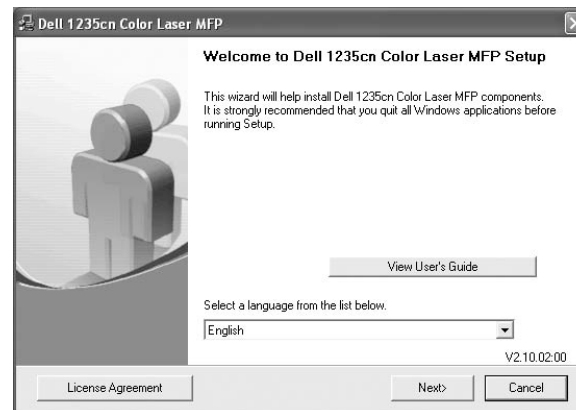 Dell 1235cn Color Laser MFP
Welcome to Dell 1235cn Color Laser MFP Setup
This wizard will help install Dell 1235cn Color Laser MFP components.
It is strongly recommended that you quit all Windows applications before
running Setup.
View User's Guide
Select a language from the list below.
English
V2.10.02:00
License Agreement
Next>
Cancel